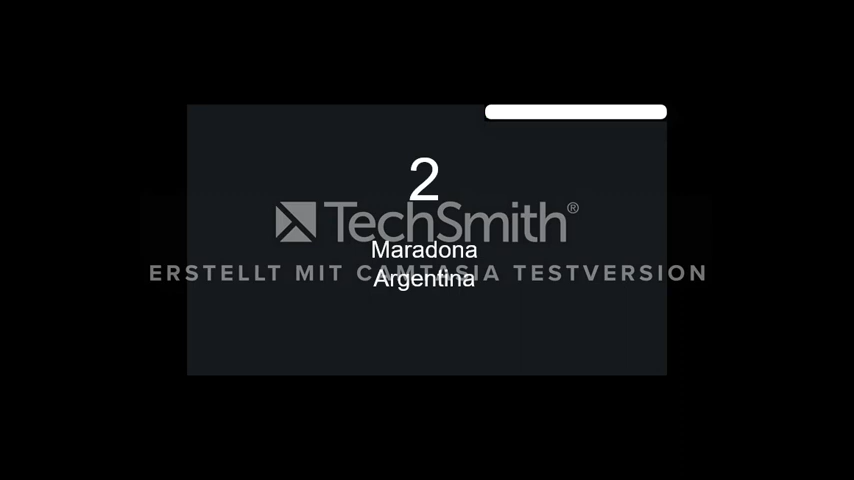 2
TechSmith®
Maradona
ERSTELLT MIT CAMTASIA TESTVERSION
Argentina